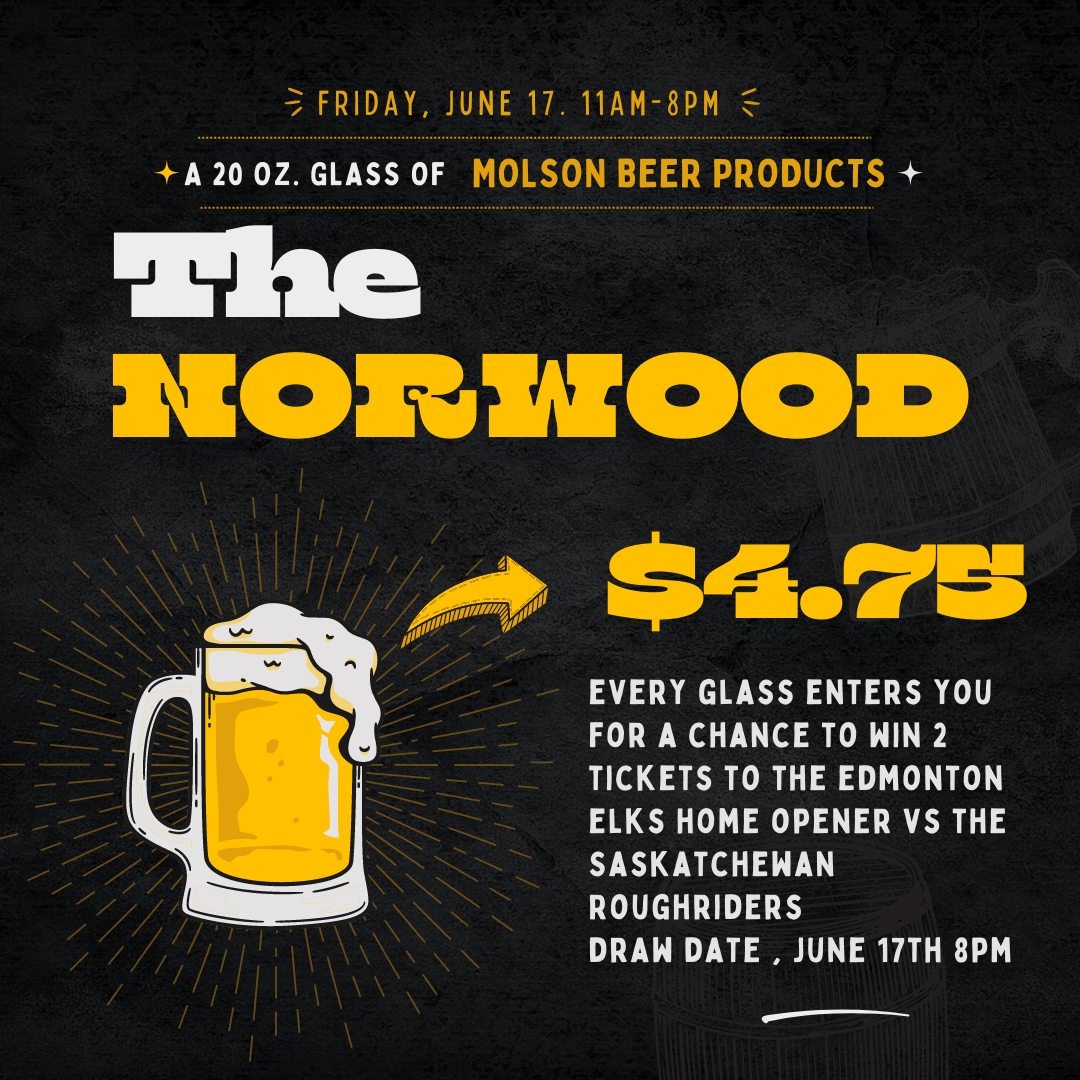 FRIDAY, JUNE 17. 11AM-8PM
A 20 OZ. GLASS OF MOLSON BEER PRODUCTS
The
NORWOOD
$4.75
EVERY GLASS ENTERS YOU
FOR A CHANCE TO WIN 2
TICKETS TO THE EDMONTON
ELKS HOME OPENER VS THE
SASKATCHEWAN
ROUGHRIDERS
DRAW DATE , JUNE 17TH 8PM